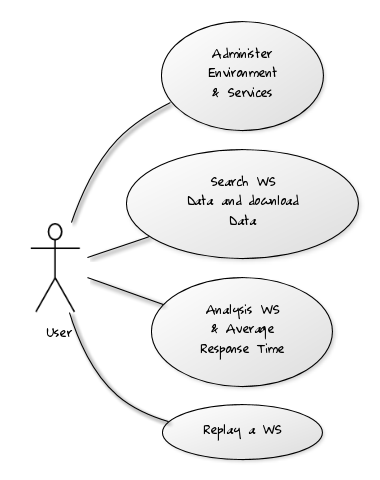 Administer
Environment
& Services
Search WS
Data and download
Data
Analysis WS
& Average
Response Time
User
Replay a WS